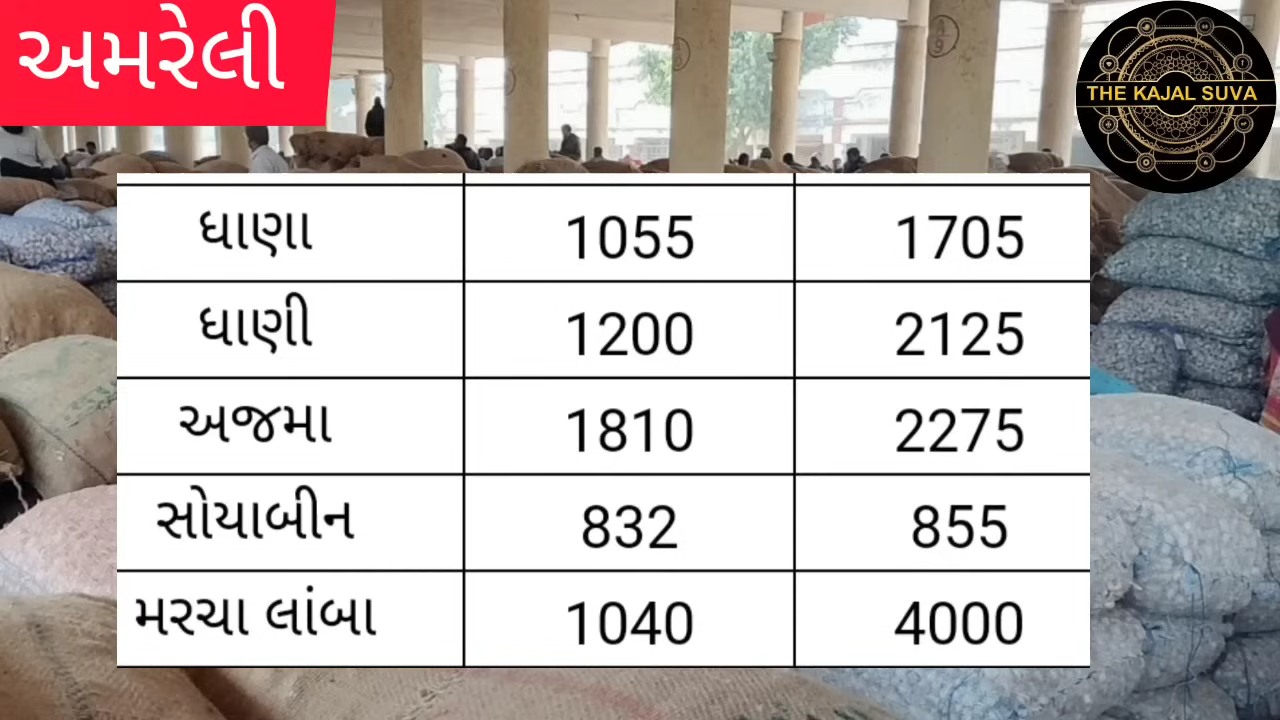 અમરેલી
THE KAJAL SUVA
ધાણા 1055 1705
ધાણી 1200 2125
અજમા 1810 2275
સોયાબીન 832 855
મરચા લાંબા 1040 4000